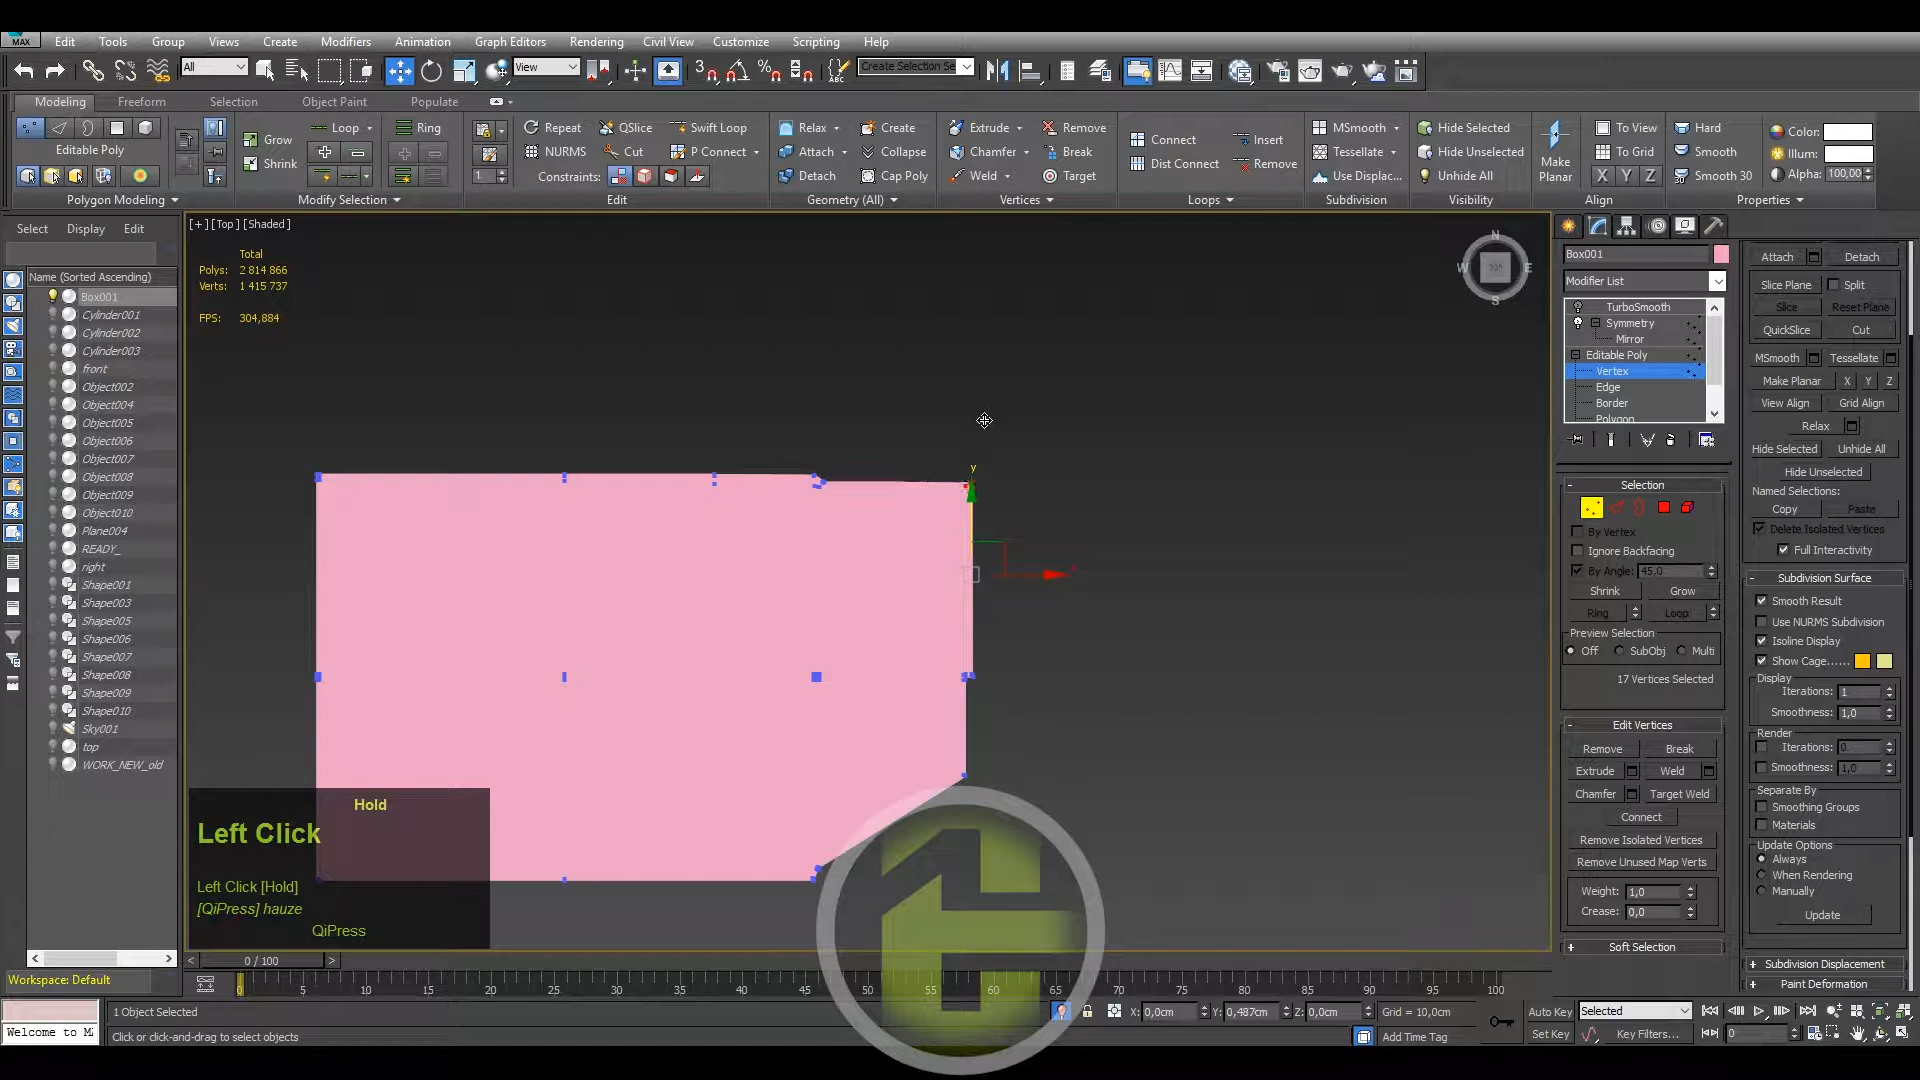 MAX Edit Tools Group Views Create Modifiers Animation Graph Editors Rendering Civil View Customize Scripting Help
All View Create Selection Se
Modeling Freeform Selection Object Paint Populate
Grow Loop Ring Repeat QSlice Swift Loop Relax Create Extrude Remove Connect Insert MSmooth Hide Selected To View Hard Color:
Editable Poly Shrink NURMS Cut P Connect Attach Collapse Chamfer Break Dist Connect Remove Tessellate Hide Unselected Make Planar To Grid Smooth Illum:
1 Constraints: Detach Cap Poly Weld Target Use Displac... Unhide All X Y Z Smooth 30 Alpha: 100,00
Polygon Modeling Modify Selection Edit Geometry (All) Vertices Loops Subdivision Visibility Align Properties
Select Display Edit
Name (Sorted Ascending)
Box001
Cylinder001
Cylinder002
Cylinder003
front
Object002
Object004
Object005
Object006
Object007
Object008
Object009
Object010
Plane004
READY_
right
Shape001
Shape003
Shape005
Shape006
Shape007
Shape008
Shape009
Shape010
Sky001
top
WORK_NEW_old
[+] [Top] [Shaded]
Total
Polys: 2 814 866
Verts: 1 415 737
FPS: 304,884
N
W TOP E
S
y
Hold
Left Click
Left Click [Hold]
[QiPress] hauze
QiPress
Box001
Modifier List
TurboSmooth
Symmetry
Mirror
Editable Poly
Vertex
Edge
Border
Polygon
Selection
By Vertex
Ignore Backfacing
By Angle: 45,0
Shrink Grow
Ring Loop
Preview Selection
Off SubObj Multi
17 Vertices Selected
Edit Vertices
Remove Break
Extrude Weld
Chamfer Target Weld
Connect
Remove Isolated Vertices
Remove Unused Map Verts
Weight: 1,0
Crease: 0,0
Soft Selection
Attach Detach
Slice Plane Split
Slice Reset Plane
QuickSlice Cut
MSmooth Tessellate
Make Planar X Y Z
View Align Grid Align
Relax
Hide Selected Unhide All
Hide Unselected
Named Selections:
Copy Paste
Delete Isolated Vertices
Full Interactivity
Subdivision Surface
Smooth Result
Use NURMS Subdivision
Isoline Display
Show Cage......
Display
Iterations: 1
Smoothness: 1,0
Render
Iterations: 0
Smoothness: 1,0
Separate By
Smoothing Groups
Materials
Update Options
Always
When Rendering
Manually
Update
Subdivision Displacement
Paint Deformation
0 / 100
Workspace: Default
0 5 10 15 20 25 30 35 40 45 50 55 60 65 70 75 80 85 90 95 100
1 Object Selected X: 0,0cm Y: 0,487cm Z: 0,0cm Grid = 10,0cm Auto Key Selected
Welcome to Click or click-and-drag to select objects Add Time Tag Set Key Key Filters... 0